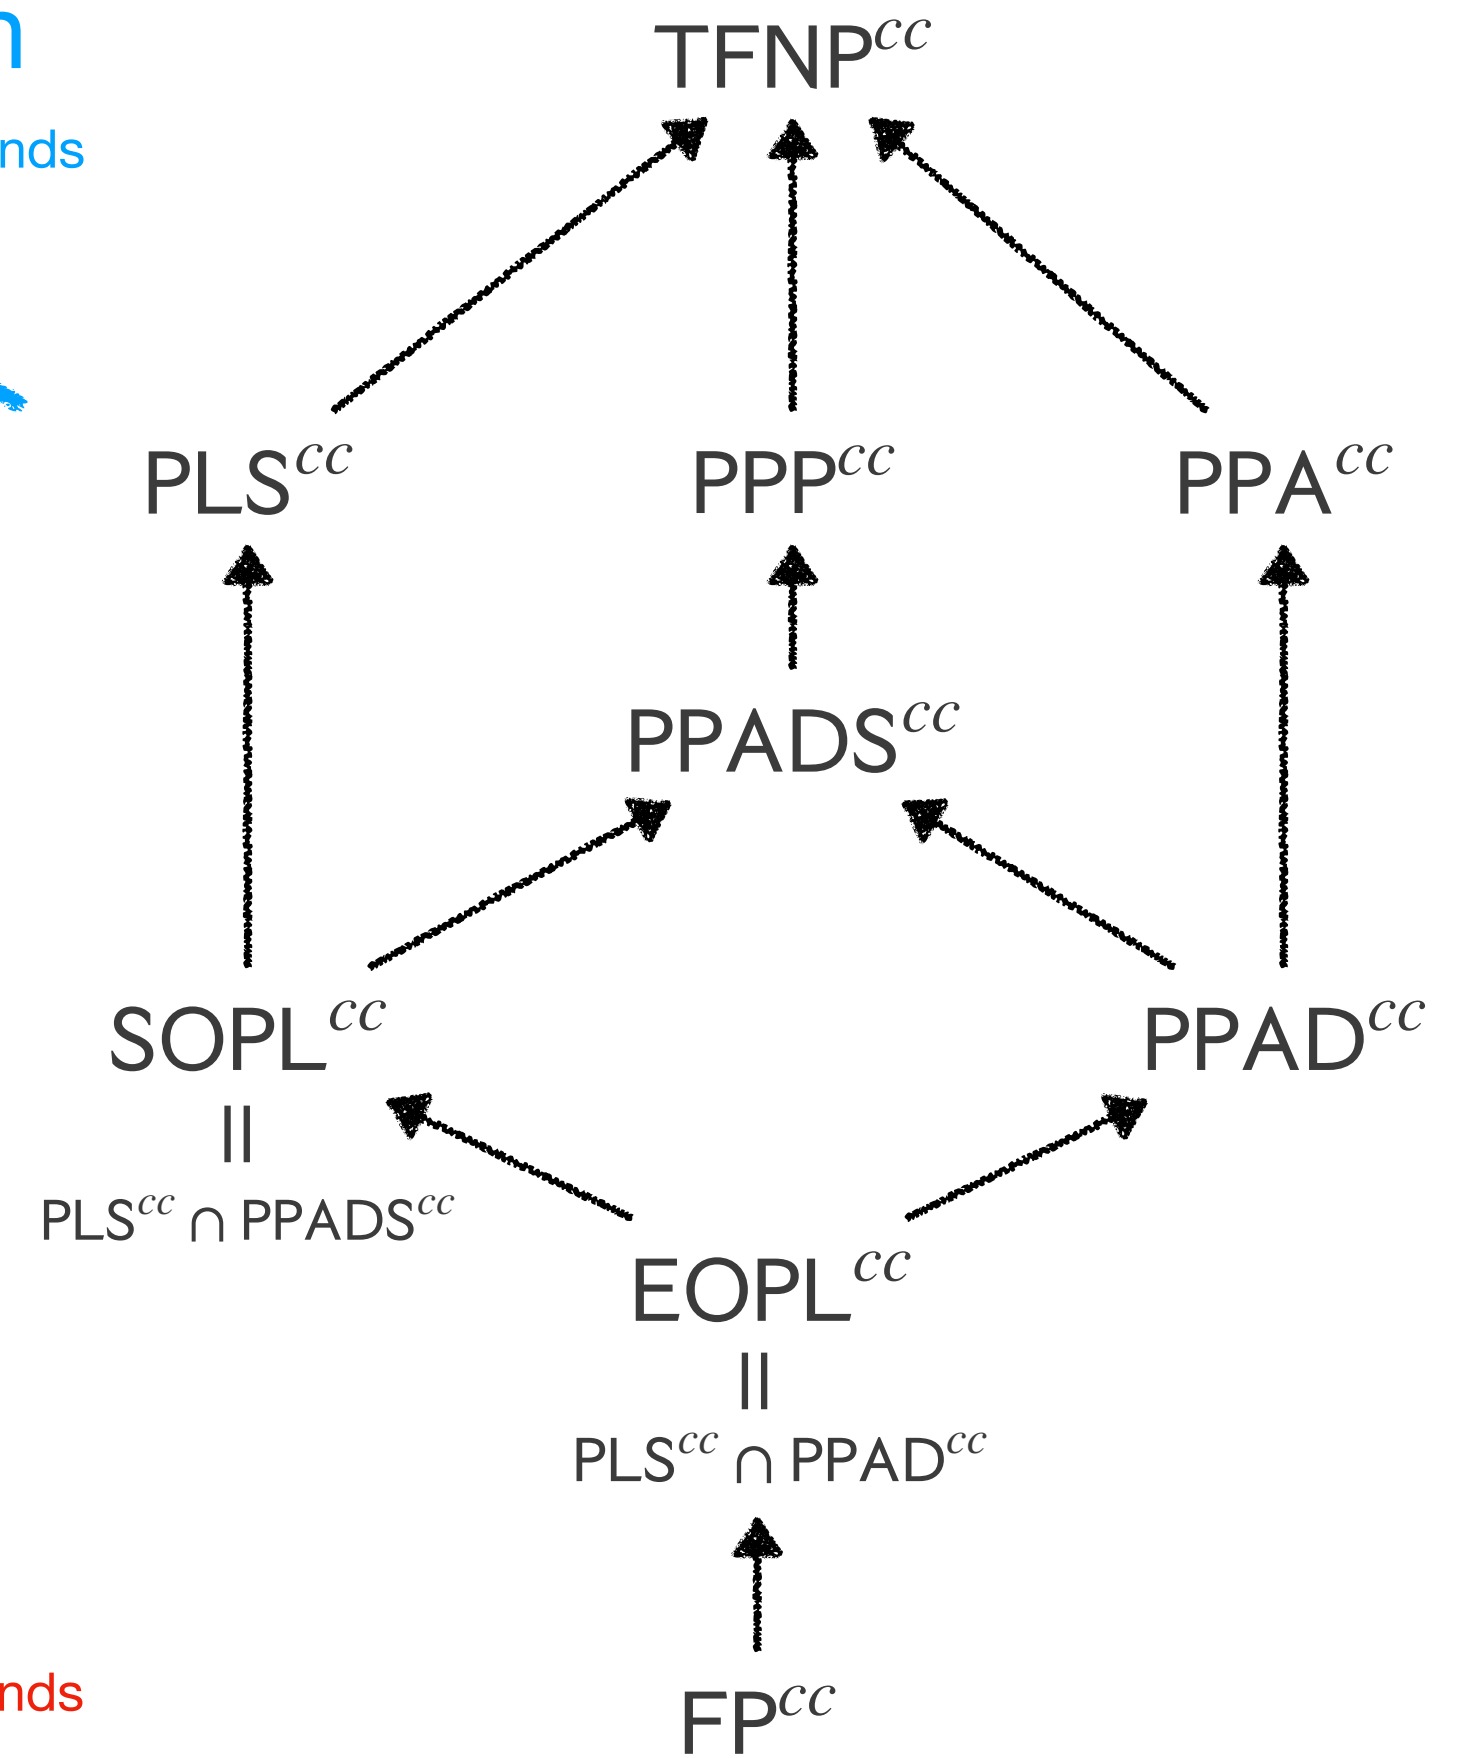 TFNP^cc
nds
PLS^cc PPP^cc PPA^cc
PPADS^cc
SOPL^cc PPAD^cc
||
PLS^cc ∩ PPADS^cc
EOPL^cc
||
PLS^cc ∩ PPAD^cc
nds
FP^cc